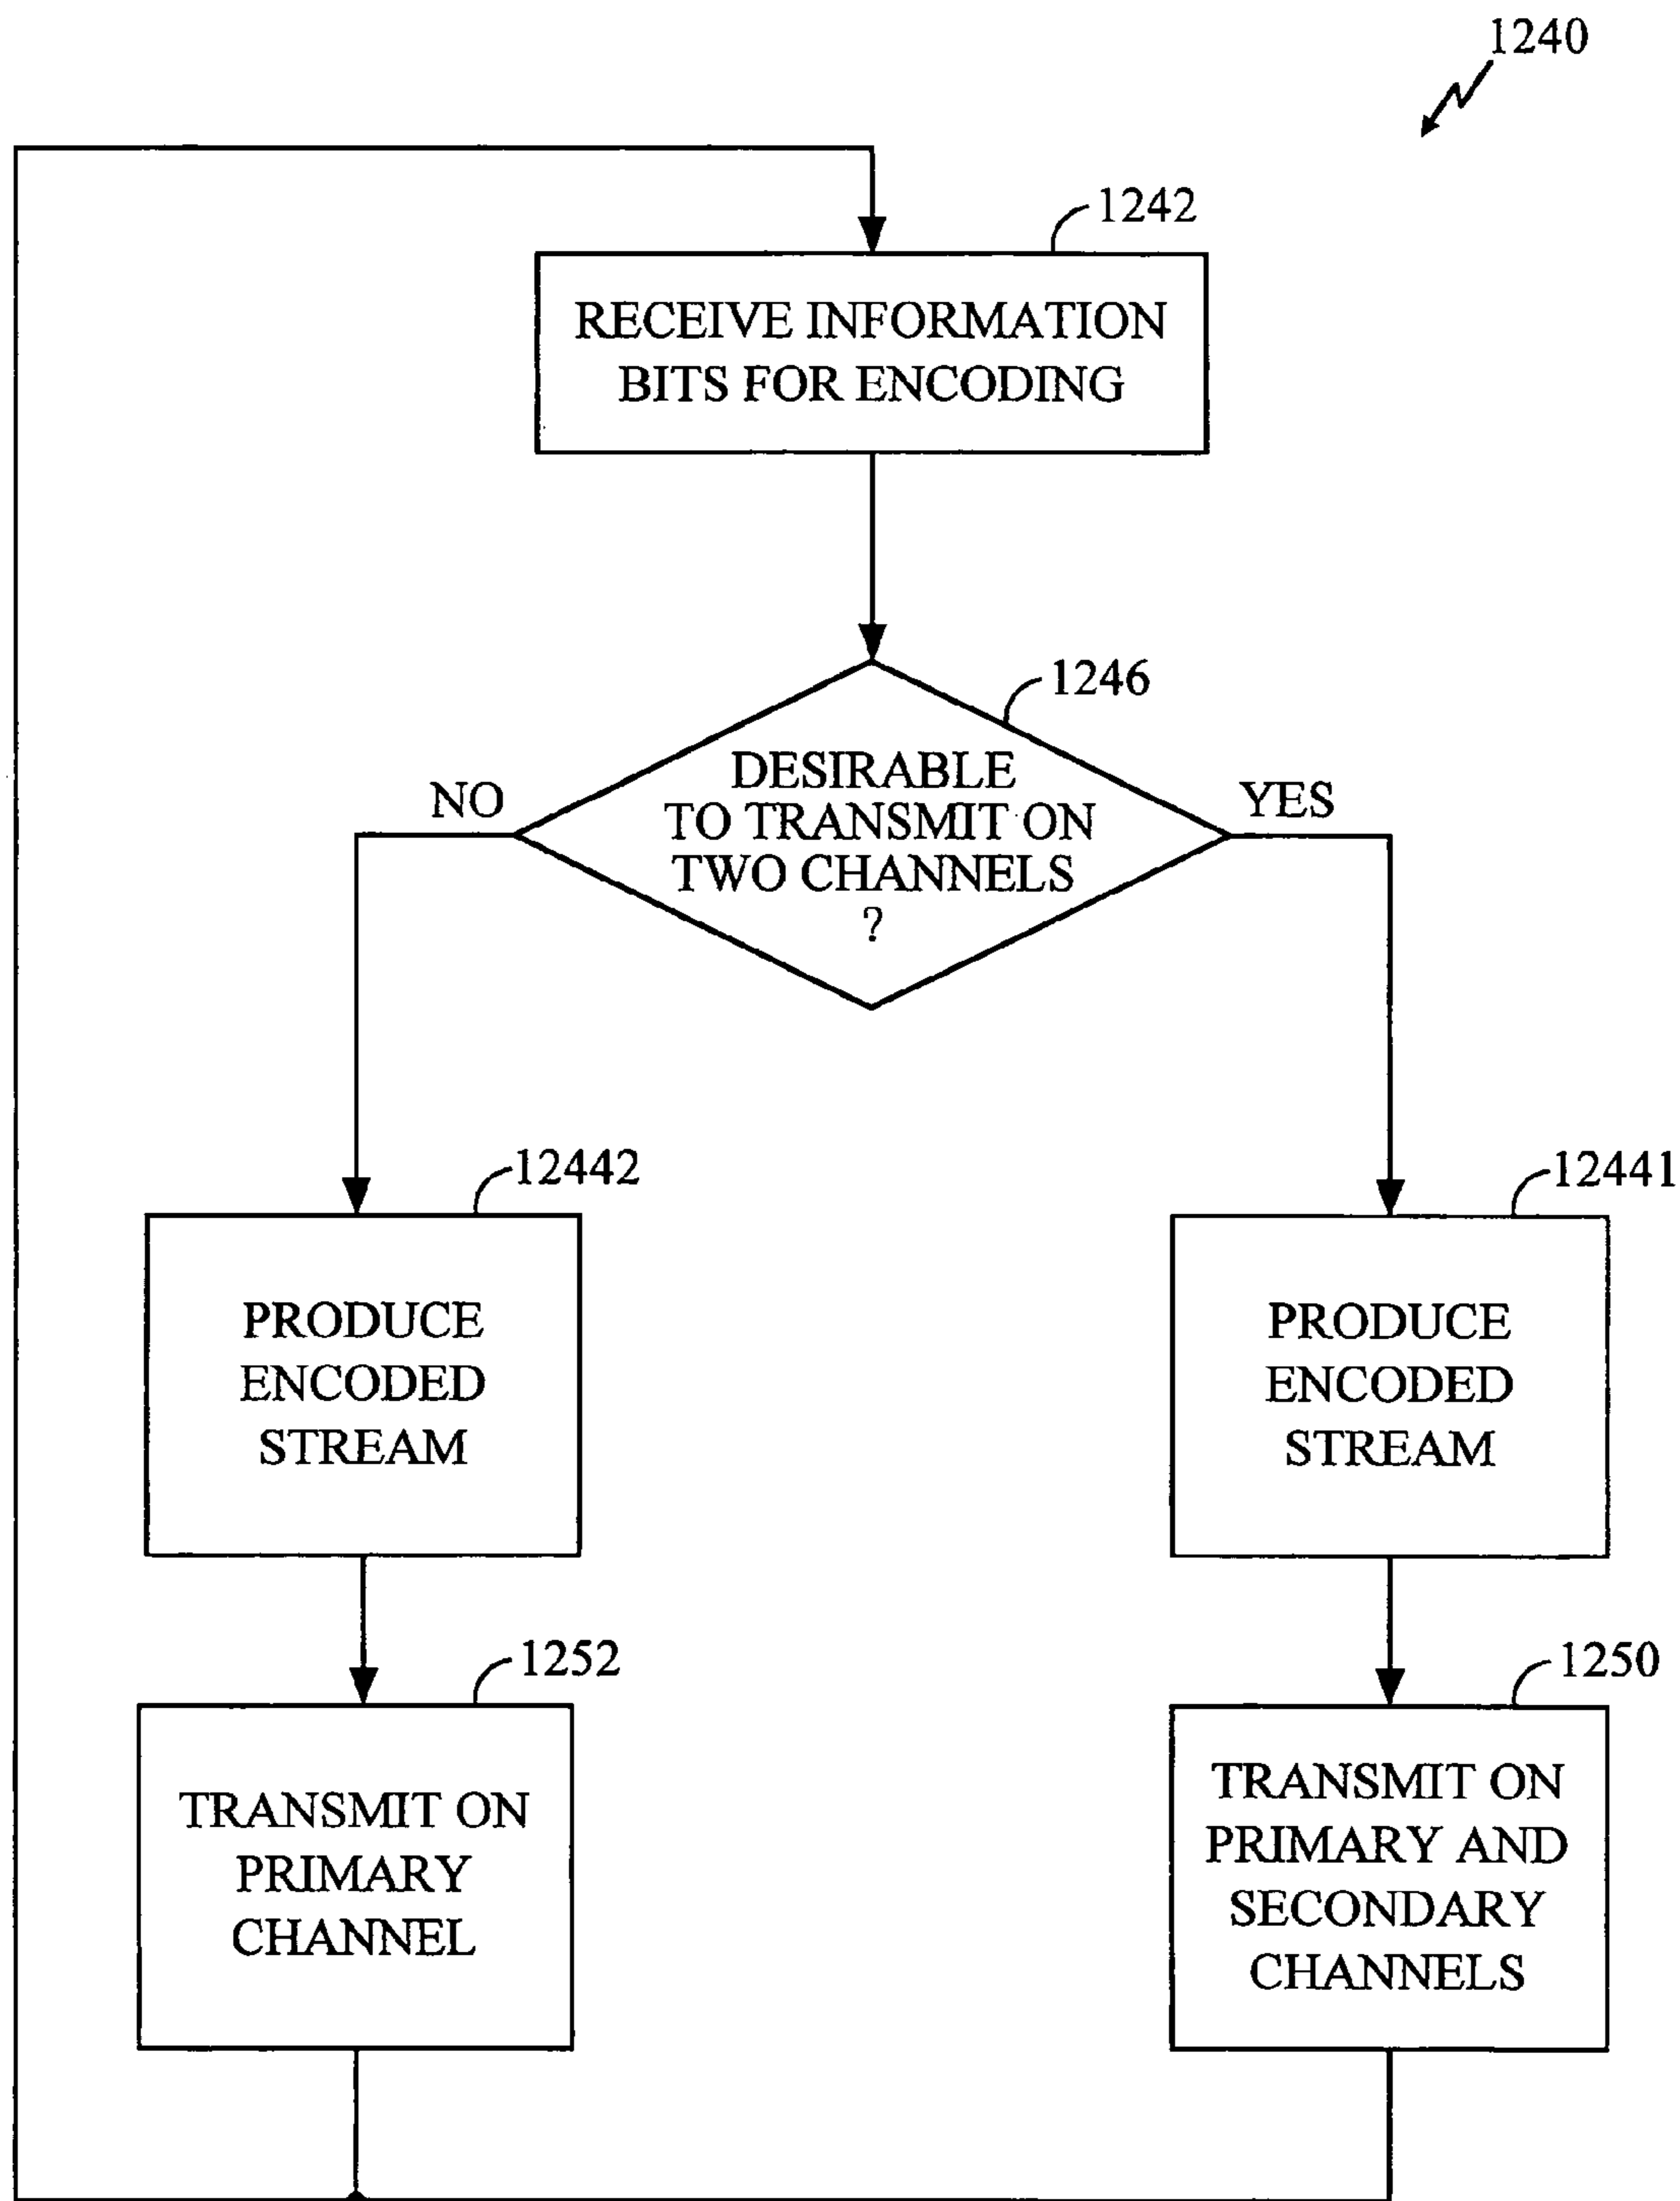 1240
1242
RECEIVE INFORMATION
BITS FOR ENCODING
1246
DESIRABLE
TO TRANSMIT ON
TWO CHANNELS
?
NO
YES
12442
PRODUCE
ENCODED
STREAM
12441
PRODUCE
ENCODED
STREAM
1252
TRANSMIT ON
PRIMARY
CHANNEL
1250
TRANSMIT ON
PRIMARY AND
SECONDARY
CHANNELS